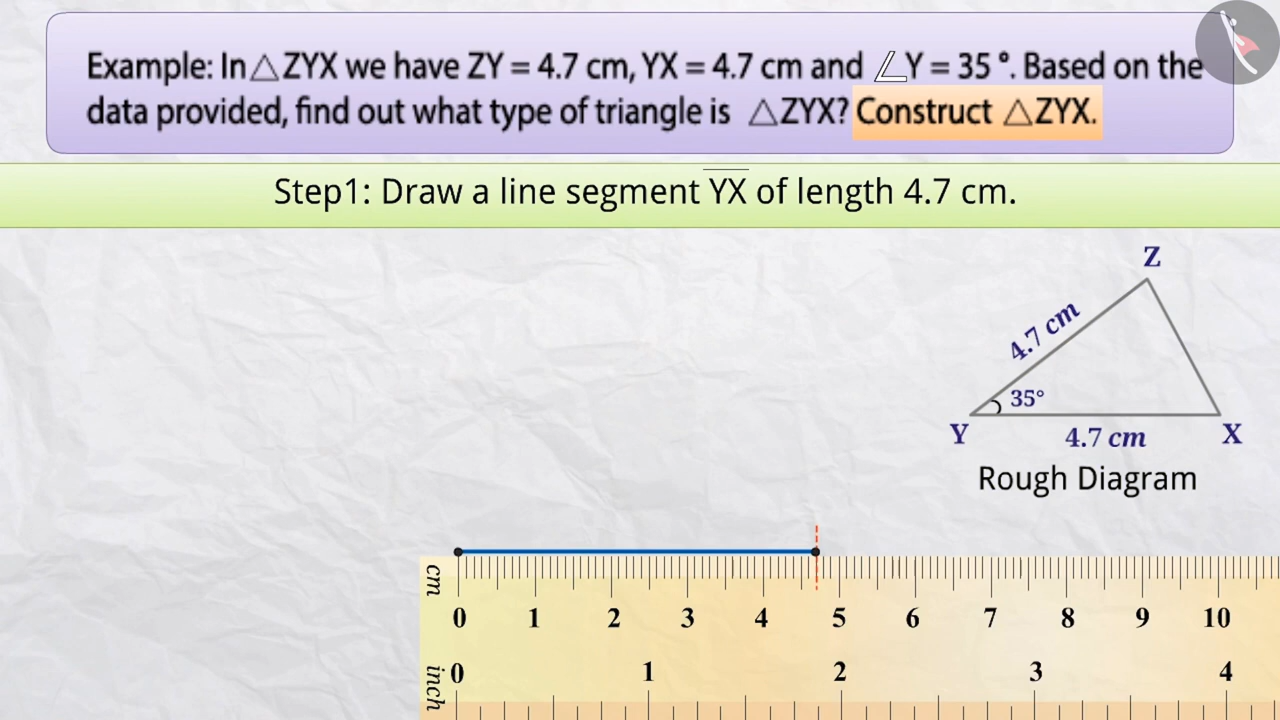 Example: In △ZYX we have ZY = 4.7 cm, YX = 4.7 cm and ∠Y = 35 °. Based on the
data provided, find out what type of triangle is △ZYX? Construct △ZYX.
Step1: Draw a line segment Y̅X̅ of length 4.7 cm.
Z
4.7 cm
35°
Y 4.7 cm X
Rough Diagram
cm
0 1 2 3 4 5 6 7 8 9 10
inch
0 1 2 3 4